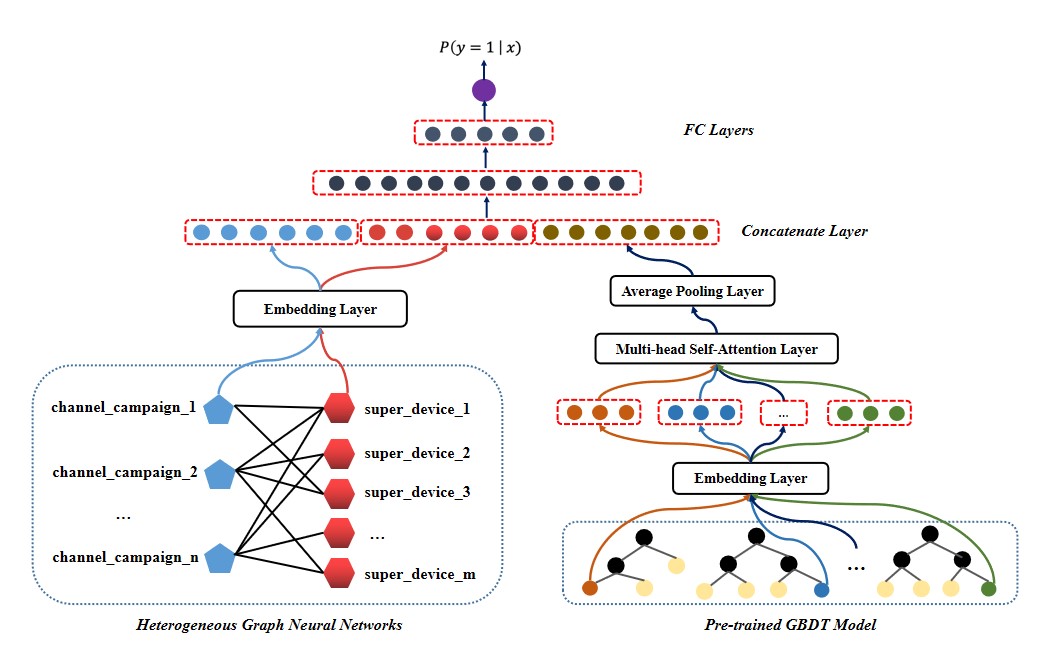 P(y = 1 | x)
FC Layers
Concatenate Layer
Average Pooling Layer
Embedding Layer
Multi-head Self-Attention Layer
channel_campaign_1
super_device_1
...
super_device_2
channel_campaign_2
Embedding Layer
super_device_3
...
...
channel_campaign_n
...
super_device_m
Heterogeneous Graph Neural Networks
Pre-trained GBDT Model